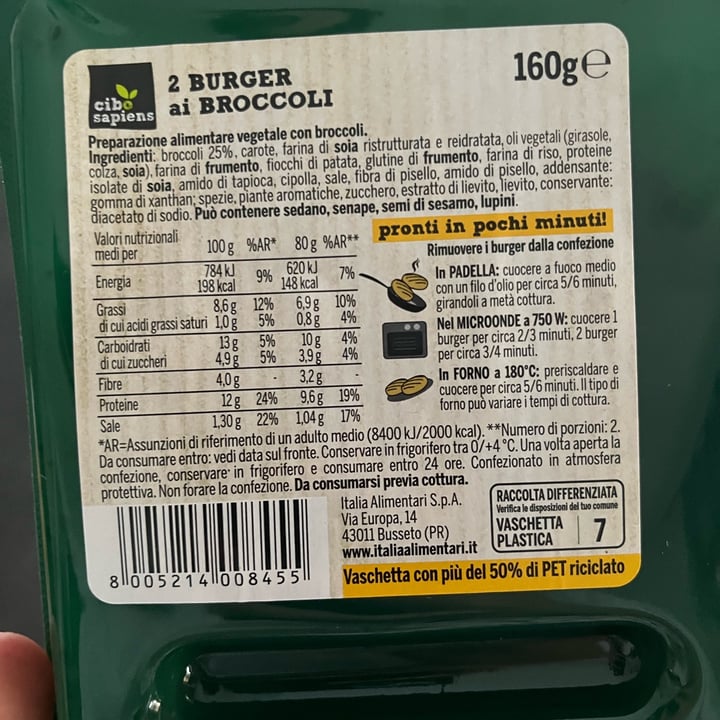 cibo
sapiens
2 BURGER
ai BROCCOLI
160g℮
Preparazione alimentare vegetale con broccoli.
Ingredienti: broccoli 25%, carote, farina di soia ristrutturata e reidratata, oli vegetali (girasole,
colza, soia), farina di frumento, fiocchi di patata, glutine di frumento, farina di riso, proteine
isolate di soia, amido di tapioca, cipolla, sale, fibra di pisello, amido di pisello, addensante:
gomma di xanthan; spezie, piante aromatiche, zucchero, estratto di lievito, lievito, conservante:
diacetato di sodio. Può contenere sedano, senape, semi di sesamo, lupini.
Valori nutrizionali
medi per 100 g %AR* 80 g %AR**
Energia 784 kJ 9% 620 kJ 7%
198 kcal 148 kcal
Grassi 8,6 g 12% 6,9 g 10%
di cui acidi grassi saturi 1,0 g 5% 0,8 g 4%
Carboidrati 13 g 5% 10 g 4%
di cui zuccheri 4,9 g 5% 3,9 g 4%
Fibre 4,0 g - 3,2 g -
Proteine 12 g 24% 9,6 g 19%
Sale 1,30 g 22% 1,04 g 17%
pronti in pochi minuti!
Rimuovere i burger dalla confezione
In PADELLA: cuocere a fuoco medio
con un filo d'olio per circa 5/6 minuti,
girandoli a metà cottura.
Nel MICROONDE a 750 W: cuocere 1
burger per circa 2/3 minuti, 2 burger
per circa 3/4 minuti.
In FORNO a 180°C: preriscaldare e
cuocere per circa 5/6 minuti. Il tipo di
forno può variare i tempi di cottura.
*AR=Assunzioni di riferimento di un adulto medio (8400 kJ/2000 kcal). **Numero di porzioni: 2.
Da consumare entro: vedi data sul fronte. Conservare in frigorifero tra 0/+4 °C. Una volta aperta la
confezione, conservare in frigorifero e consumare entro 24 ore. Confezionato in atmosfera
protettiva. Non forare la confezione. Da consumarsi previa cottura.
8 005214 008455
Italia Alimentari S.p.A.
Via Europa, 14
43011 Busseto (PR)
www.italiaalimentari.it
RACCOLTA DIFFERENZIATA
Verifica le disposizioni del tuo comune
VASCHETTA
PLASTICA 7
Vaschetta con più del 50% di PET riciclato